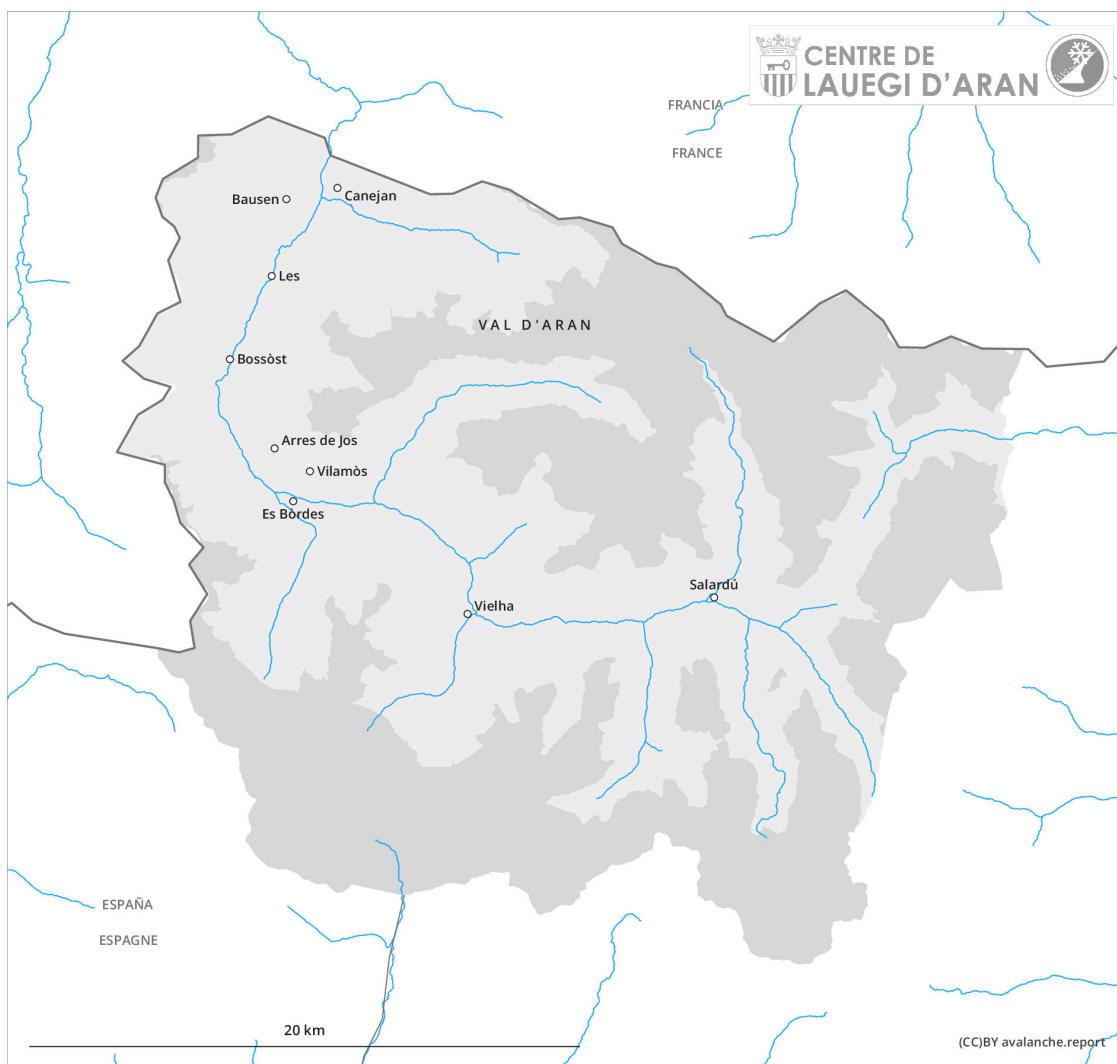 CENTRE DE
LAUEGI D'ARAN
FRANCIA
FRANCE
Bausen
Canejan
Les
VAL D'ARAN
Bossòst
Arres de Jos
Vilamòs
Es Bòrdes
Salardú
Vielha
ESPAÑA
ESPAGNE
20 km
(CC)BY avalanche.report